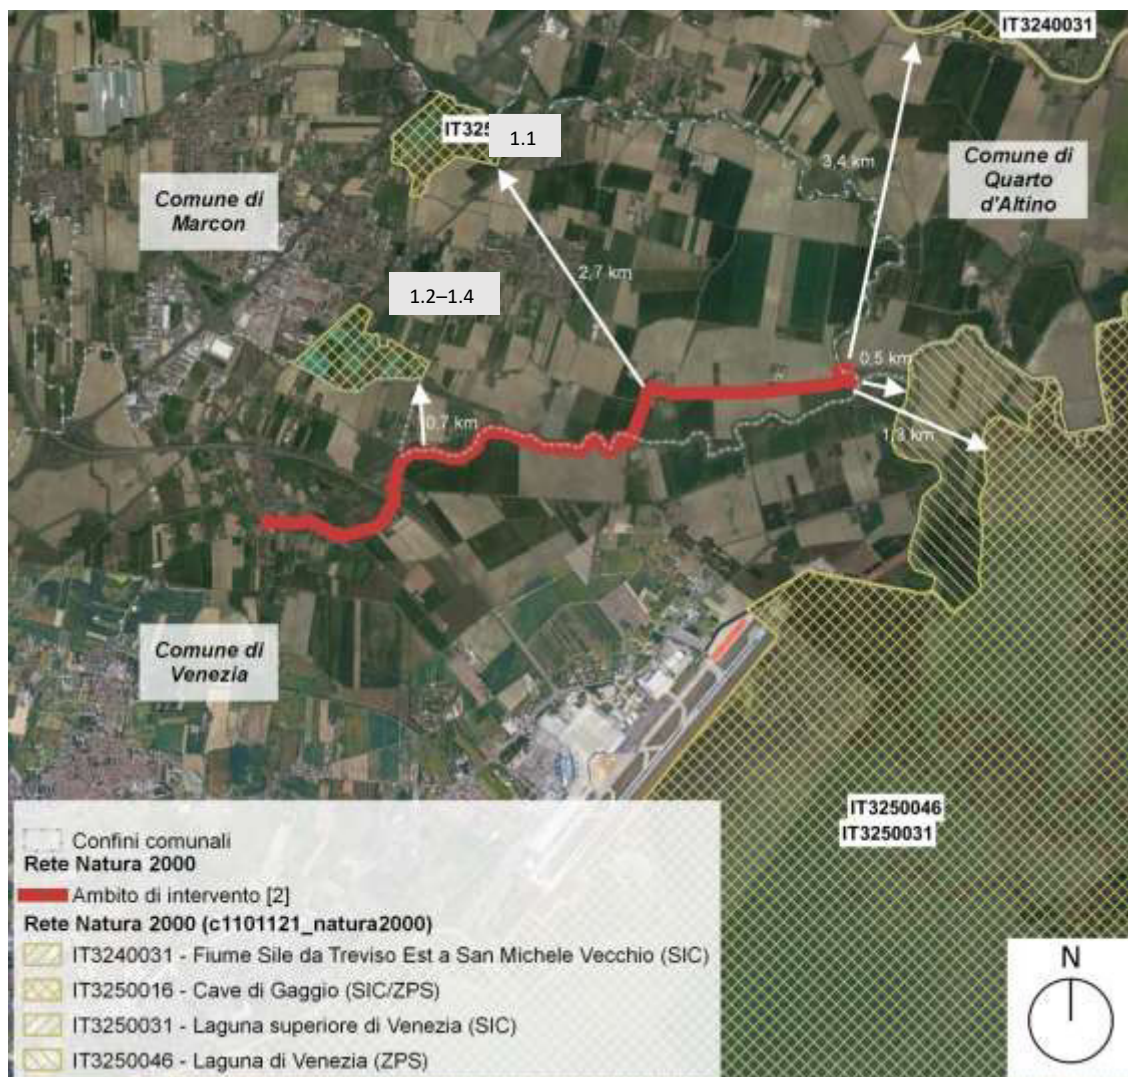 IT3240031
IT325
1.1
3,4 km
Comune di
Quarto
d'Altino
Comune di
Marcon
2,7 km
1.2–1.4
0,5 km
0,7 km
1,3 km
Comune di
Venezia
IT3250046
IT3250031
Confini comunali
Rete Natura 2000
Ambito di intervento [2]
Rete Natura 2000 (c1101121_natura2000)
IT3240031 - Fiume Sile da Treviso Est a San Michele Vecchio (SIC)
IT3250016 - Cave di Gaggio (SIC/ZPS)
IT3250031 - Laguna superiore di Venezia (SIC)
IT3250046 - Laguna di Venezia (ZPS)
N